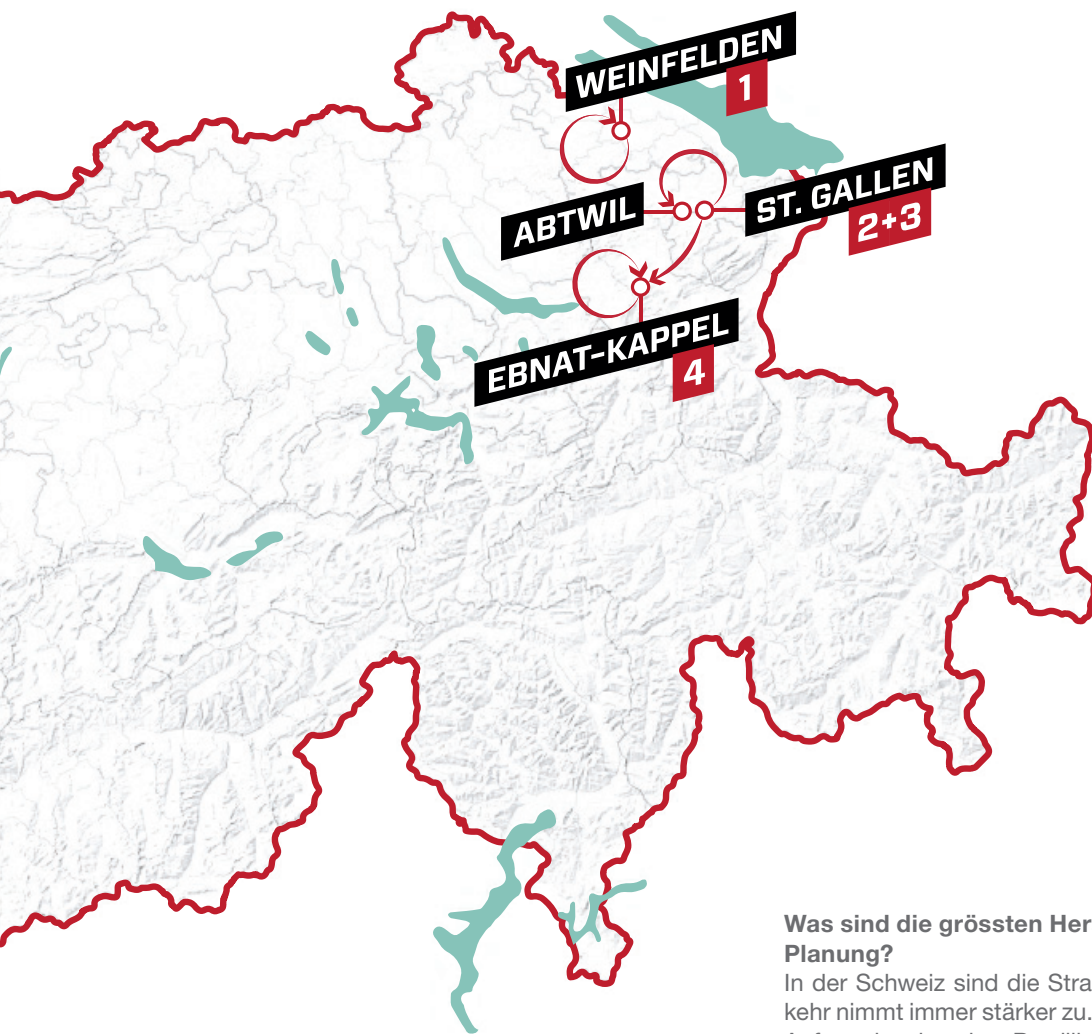 WEINFELDEN
1
ABTWIL
ST. GALLEN
2+3
EBNAT-KAPPEL
4
Was sind die grössten Her
Planung?
In der Schweiz sind die Stra
kehr nimmt immer stärker zu.